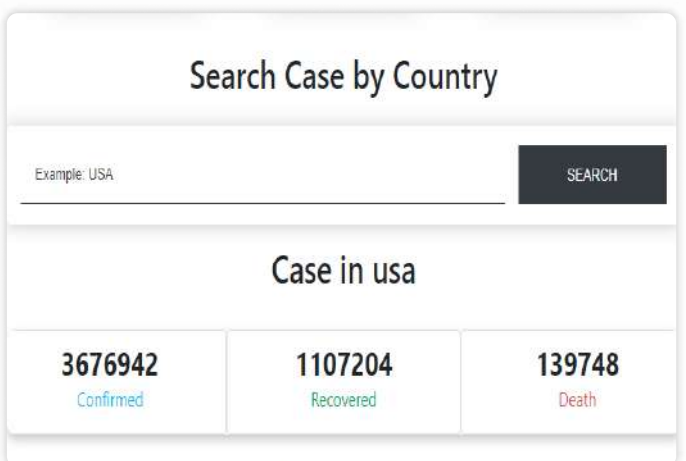 Search Case by Country
Example: USA
SEARCH
Case in usa
3676942
Confirmed
1107204
Recovered
139748
Death